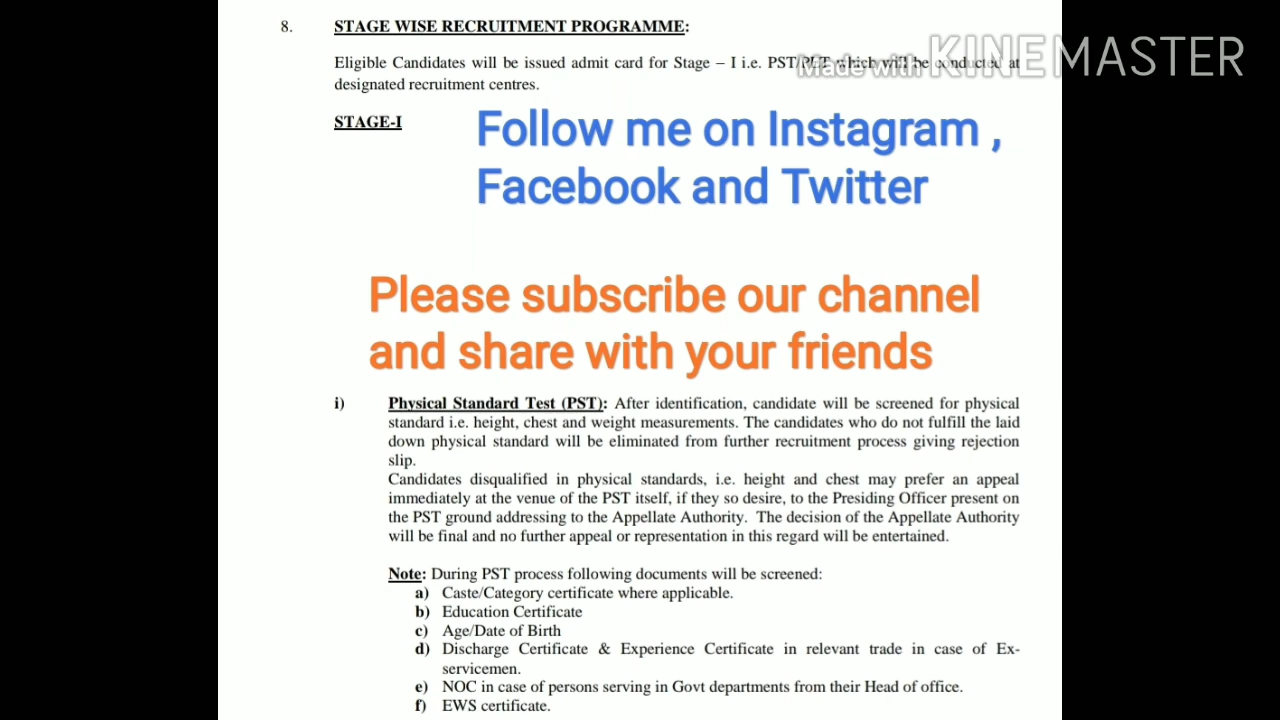 8. STAGE WISE RECRUITMENT PROGRAMME:
Made with KINEMASTER
Eligible Candidates will be issued admit card for Stage – I i.e. PST/PET which will be conducted at
designated recruitment centres.
STAGE-I
Follow me on Instagram ,
Facebook and Twitter
Please subscribe our channel
and share with your friends
i) Physical Standard Test (PST): After identification, candidate will be screened for physical
standard i.e. height, chest and weight measurements. The candidates who do not fulfill the laid
down physical standard will be eliminated from further recruitment process giving rejection
slip.
Candidates disqualified in physical standards, i.e. height and chest may prefer an appeal
immediately at the venue of the PST itself, if they so desire, to the Presiding Officer present on
the PST ground addressing to the Appellate Authority. The decision of the Appellate Authority
will be final and no further appeal or representation in this regard will be entertained.
Note: During PST process following documents will be screened:
a) Caste/Category certificate where applicable.
b) Education Certificate
c) Age/Date of Birth
d) Discharge Certificate & Experience Certificate in relevant trade in case of Ex-
servicemen.
e) NOC in case of persons serving in Govt departments from their Head of office.
f) EWS certificate.